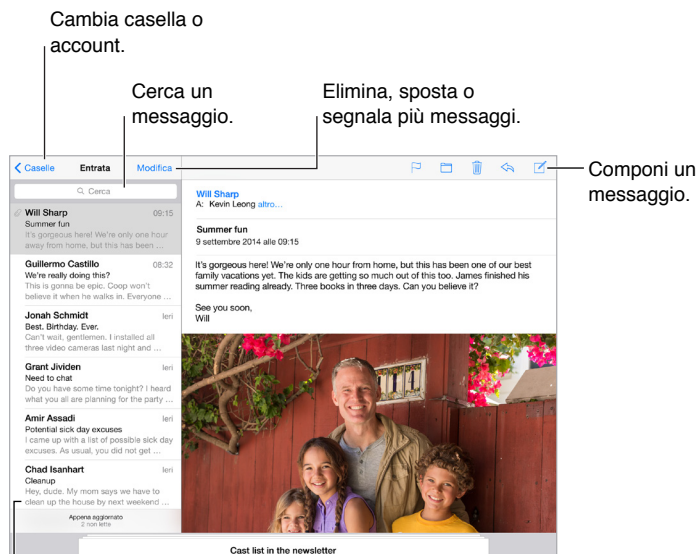 Cambia casella o
account.
Cerca un
messaggio.
Elimina, sposta o
segnala più messaggi.
Componi un
messaggio.
Caselle Entrata Modifica
Cerca
Will Sharp 09:15
Summer fun
It's gorgeous here! We're only one hour
away from home, but this has been ...
Guillermo Castillo 08:32
We're really doing this?
This is gonna be epic. Coop won't
believe it when he walks in. Everyone ...
Jonah Schmidt Ieri
Best. Birthday. Ever.
Can't wait, gentlemen. I installed all
three video cameras last night and ...
Grant Jividen Ieri
Need to chat
Do you have some time tonight? I heard
what you all are planning for the party ...
Amir Assadi Ieri
Potential sick day excuses
I came up with a list of possible sick day
excuses. As usual, you did not get ...
Chad Isanhart Ieri
Cleanup
Hey, dude. My mom says we have to
clean up the house by next weekend ...
Appena aggiornato
2 non lette
Will Sharp
A: Kevin Leong altro...
Summer fun
9 settembre 2014 alle 09:15
It's gorgeous here! We're only one hour from home, but this has been one of our best
family vacations yet. The kids are getting so much out of this too. James finished his
summer reading already. Three books in three days. Can you believe it?
See you soon,
Will
Cast list in the newsletter